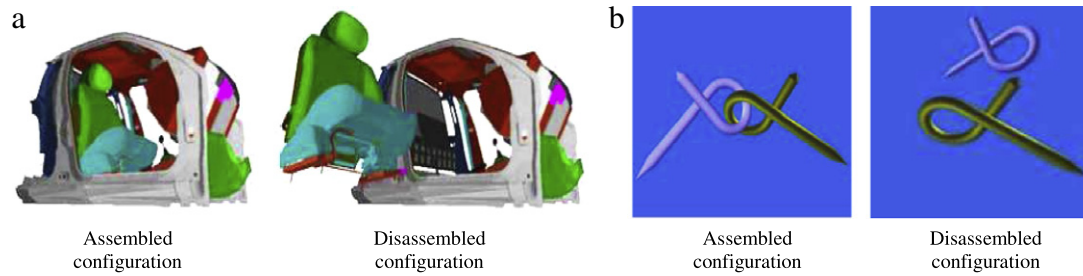 a
b
Assembled
configuration
Disassembled
configuration
Assembled
configuration
Disassembled
configuration